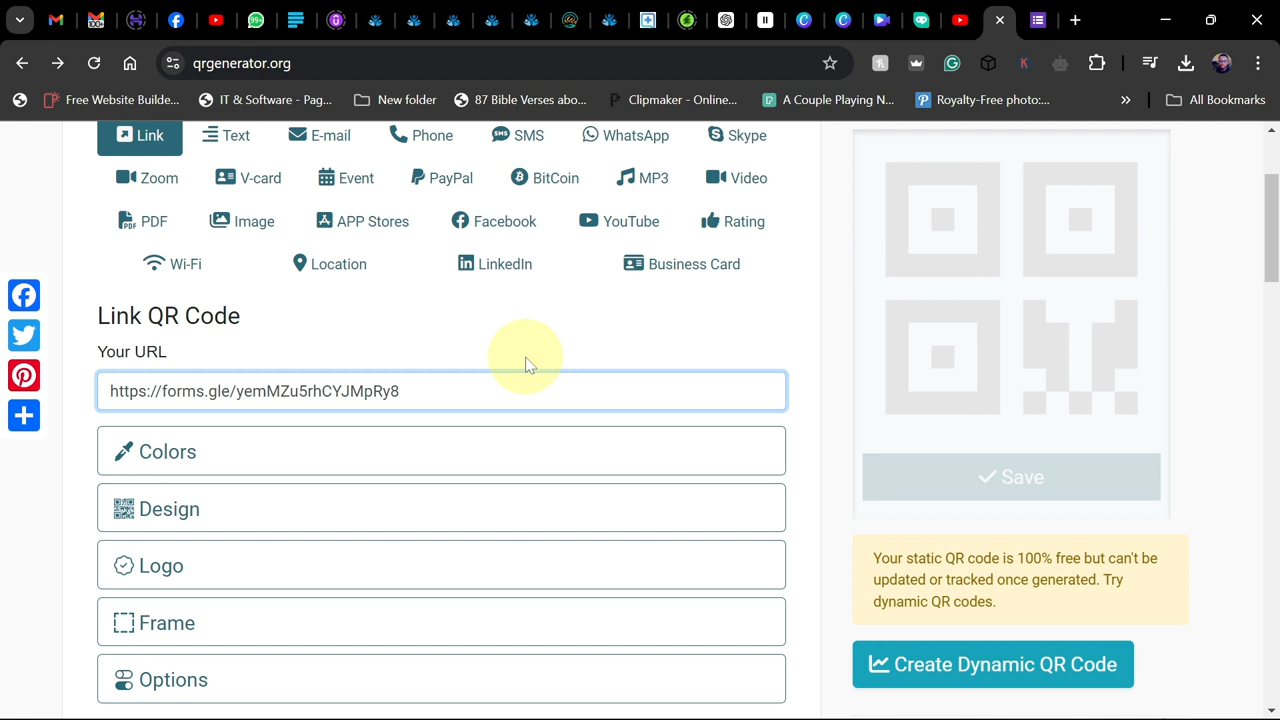 99+
qrgenerator.org
Free Website Builde...
IT & Software - Pag...
New folder
87 Bible Verses abo...
Clipmaker - Online...
A Couple Playing N...
Royalty-Free photo:...
»
All Bookmarks
Link
Text
E-mail
Phone
SMS
WhatsApp
Skype
Zoom
V-card
Event
PayPal
BitCoin
MP3
Video
PDF
Image
APP Stores
Facebook
YouTube
Rating
Wi-Fi
Location
LinkedIn
Business Card
Link QR Code
Your URL
https://forms.gle/yemMZu5rhCYJMpRy8
Colors
Design
Logo
Frame
Options
Save
Your static QR code is 100% free but can't be
updated or tracked once generated. Try
dynamic QR codes.
Create Dynamic QR Code